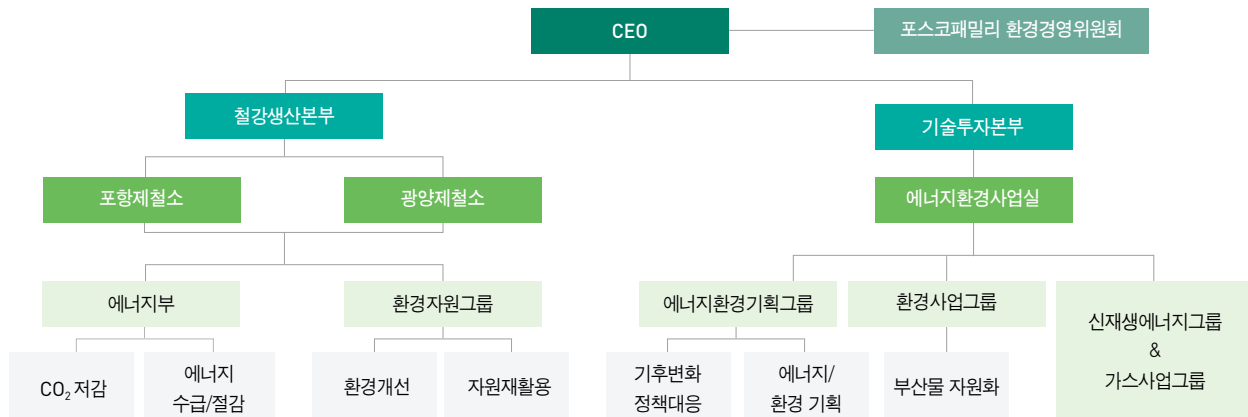 CEO
포스코패밀리 환경경영위원회
철강생산본부
기술투자본부
포항제철소
광양제철소
에너지환경사업실
에너지부
환경자원그룹
에너지환경기획그룹
환경사업그룹
신재생에너지그룹
&
가스사업그룹
CO₂ 저감
에너지
수급/절감
환경개선
자원재활용
기후변화
정책대응
에너지/
환경 기획
부산물 자원화